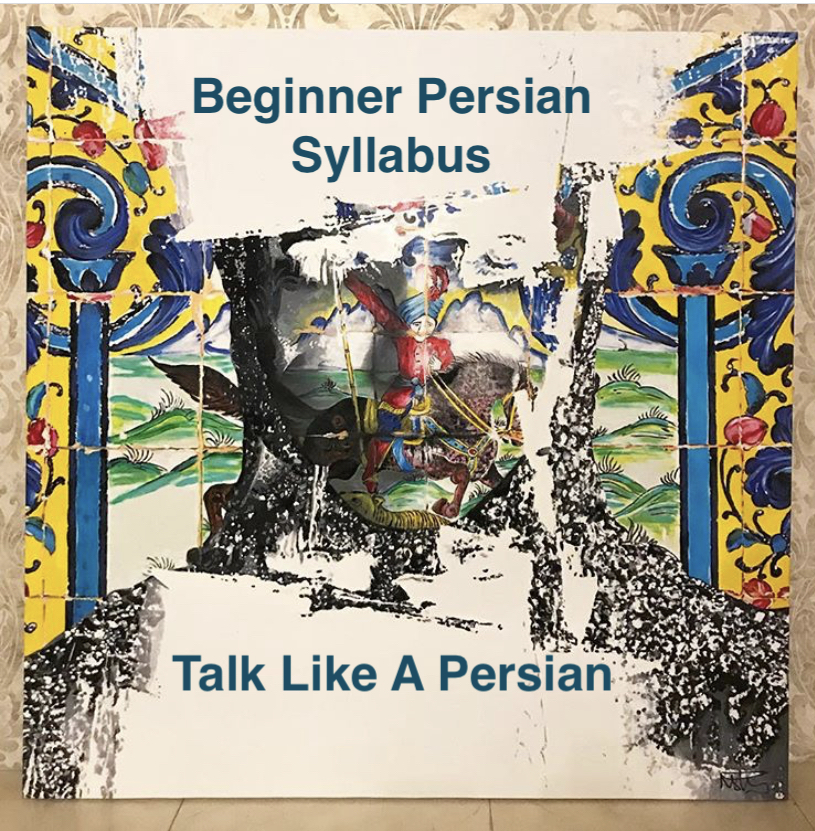 Beginner Persian
Syllabus
Talk Like A Persian